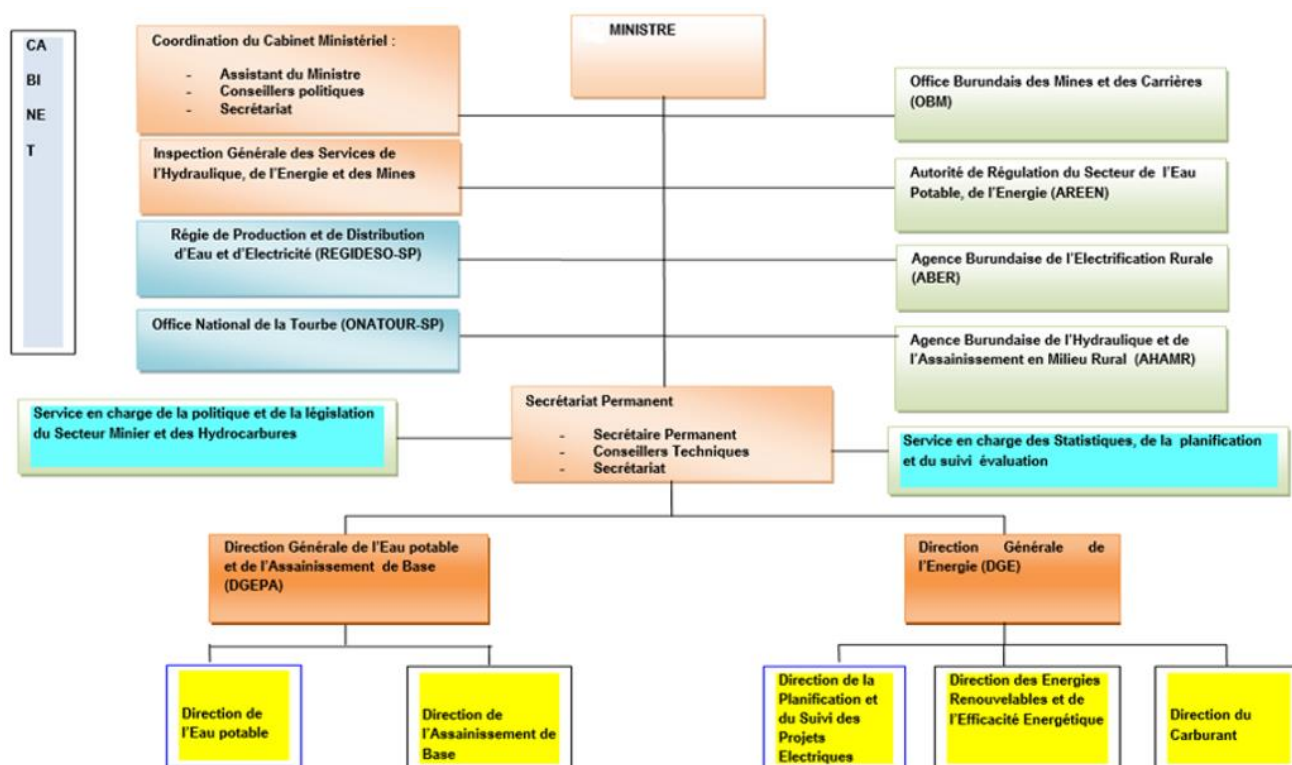 CA
BI
NE
T
Coordination du Cabinet Ministériel :
- Assistant du Ministre
- Conseillers politiques
- Secrétariat
MINISTRE
Office Burundais des Mines et des Carrières
(OBM)
Inspection Générale des Services de
l'Hydraulique, de l'Energie et des Mines
Autorité de Régulation du Secteur de l'Eau
Potable, de l'Energie (AREEN)
Régie de Production et de Distribution
d'Eau et d'Electricité (REGIDESO-SP)
Agence Burundaise de l'Electrification Rurale
(ABER)
Office National de la Tourbe (ONATOUR-SP)
Agence Burundaise de l'Hydraulique et de
l'Assainissement en Milieu Rural (AHAMR)
Service en charge de la politique et de la législation
du Secteur Minier et des Hydrocarbures
Secrétariat Permanent
- Secrétaire Permanent
- Conseillers Techniques
- Secrétariat
Service en charge des Statistiques, de la planification
et du suivi évaluation
Direction Générale de l'Eau potable
et de l'Assainissement de Base
(DGEPA)
Direction Générale de
l'Energie (DGE)
Direction de
l'Eau potable
Direction de
l'Assainissement de
Base
Direction de la
Planification et
du Suivi des
Projets
Electriques
Direction des Energies
Renouvelables et de
l'Efficacité Energétique
Direction du
Carburant